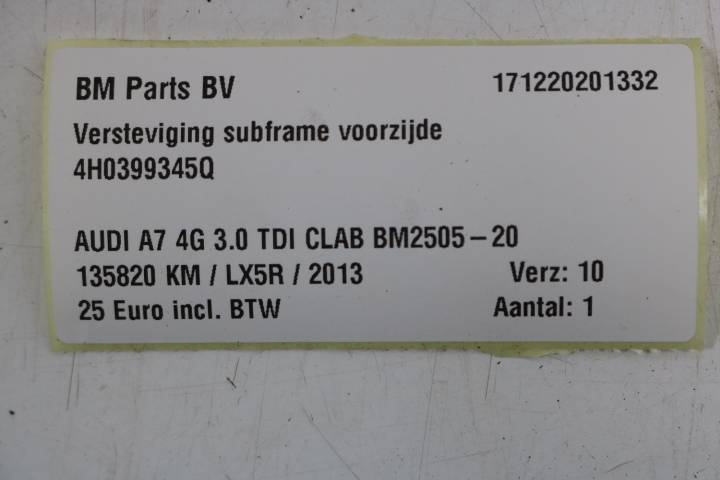 BM Parts BV 171220201332
Versteviging subframe voorzijde
4H0399345Q
AUDI A7 4G 3.0 TDI CLAB BM2505-20
135820 KM / LX5R / 2013 Verz: 10
25 Euro incl. BTW Aantal: 1